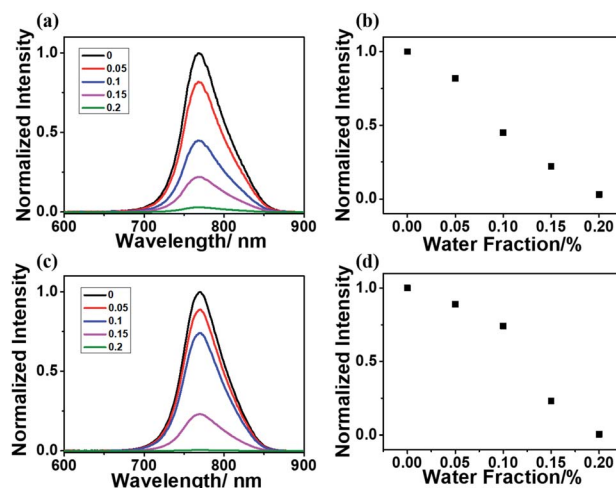 (a)
Normalized Intensity
1.0
0.5
0.0
0
0.05
0.1
0.15
0.2
600 700 800 900
Wavelength/ nm
(b)
Normalized Intensity
1.0
0.5
0.0
0.00 0.05 0.10 0.15 0.20
Water Fraction/%
(c)
Normalized Intensity
1.0
0.5
0.0
0
0.05
0.1
0.15
0.2
600 700 800 900
Wavelength/ nm
(d)
Normalized Intensity
1.0
0.5
0.0
0.00 0.05 0.10 0.15 0.20
Water Fraction/%